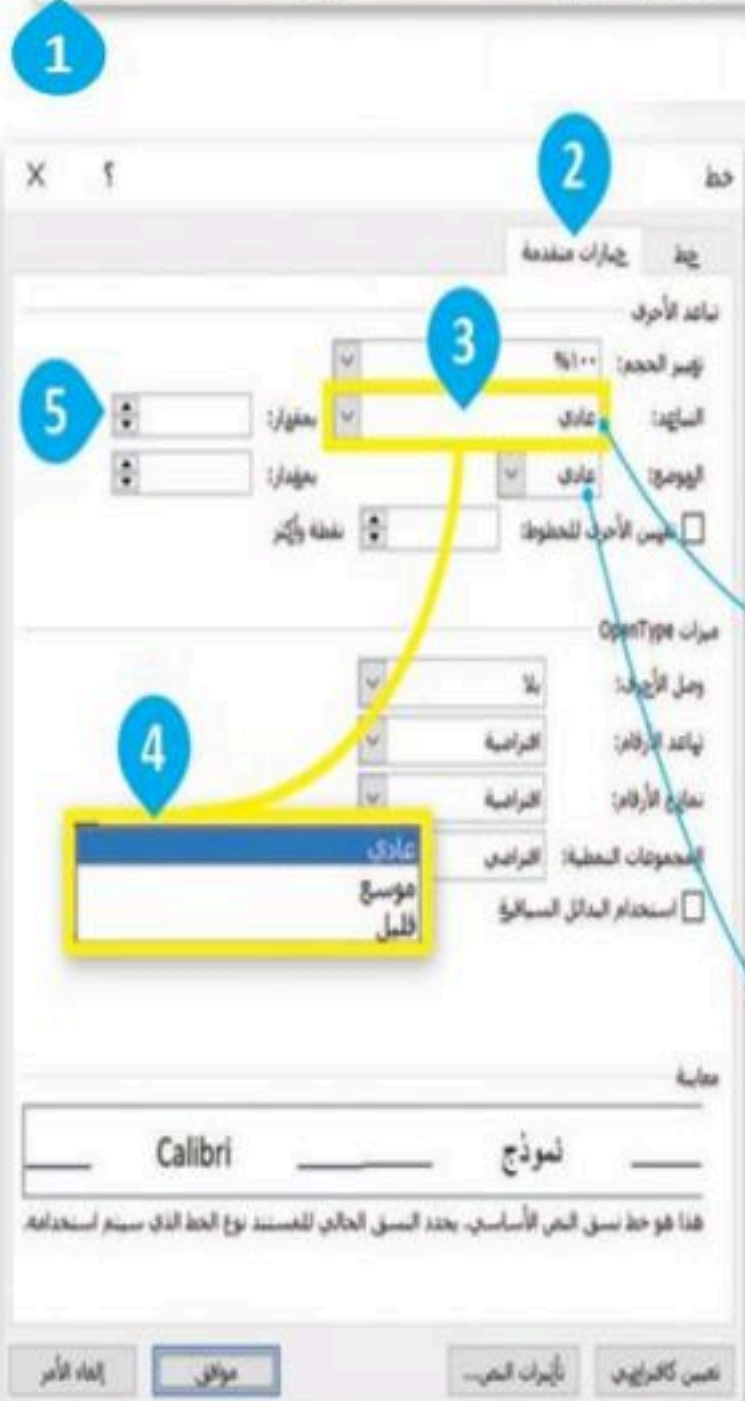 1
2
خط
؟ X
خط خيارات متقدمة
تباعد الأحرف
3
تغيير الحجم: ١٠٠%
5
التباعد: عادي بمقدار:
الموضع: عادي بمقدار:
تقنين الأحرف للخطوط: نقطة وأكثر
ميزات OpenType
وصل الأحرف: بلا
4
تباعد الأرقام: افتراضية
نماذج الأرقام: افتراضية
المجموعات النمطية: افتراضي
عادي
موسع
قليل
استخدام البدائل السياقية
معاينة
نموذج Calibri
هذا هو خط نسق النص الأساسي. يحدد النسق الحالي للمستند نوع الخط الذي سيتم استخدامه.
تعيين كافتراضي تأثيرات النص... موافق إلغاء الأمر